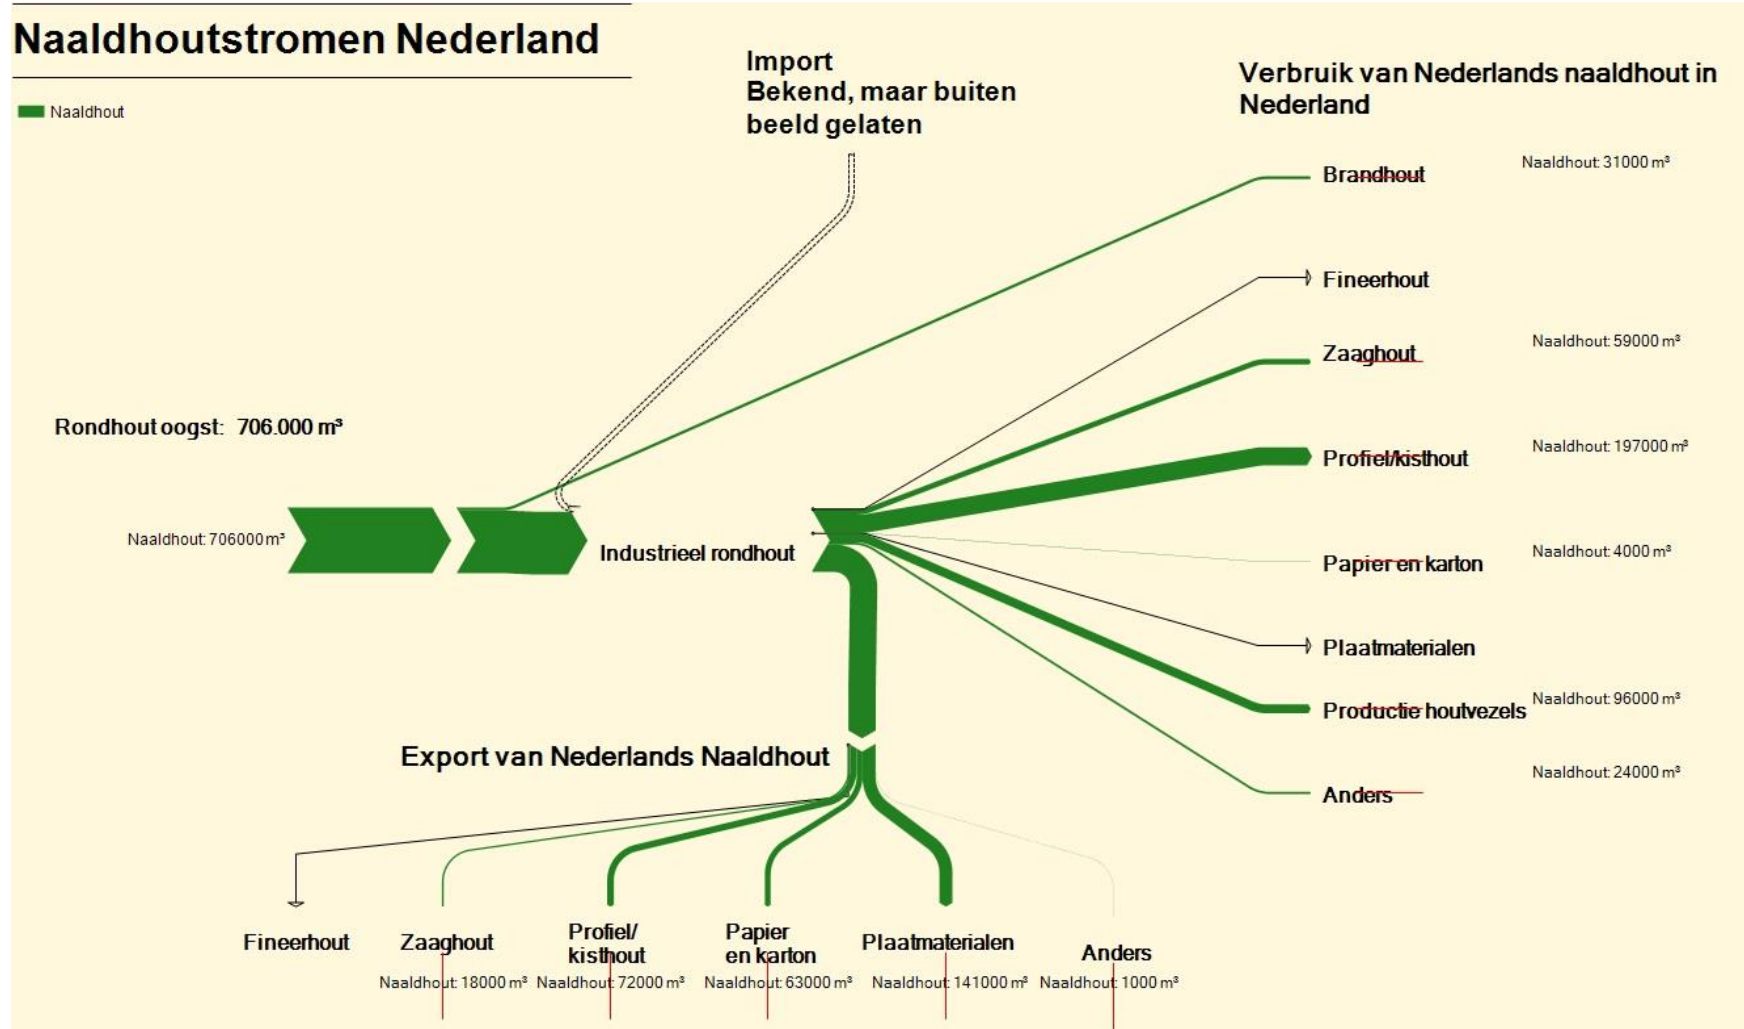 Naaldhoutstromen Nederland
Naaldhout
Import
Bekend, maar buiten
beeld gelaten
Verbruik van Nederlands naaldhout in
Nederland
Brandhout
Naaldhout: 31000 m³
Fineerhout
Zaaghout
Naaldhout: 59000 m³
Profiel/kisthout
Naaldhout: 197000 m³
Papier en karton
Naaldhout: 4000 m³
Plaatmaterialen
Productie houtvezels
Naaldhout: 96000 m³
Anders
Naaldhout: 24000 m³
Rondhout oogst: 706.000 m³
Naaldhout: 706000 m³
Industrieel rondhout
Export van Nederlands Naaldhout
Fineerhout
Zaaghout
Naaldhout: 18000 m³
Profiel/
kisthout
Naaldhout: 72000 m³
Papier
en karton
Naaldhout: 63000 m³
Plaatmaterialen
Naaldhout: 141000 m³
Anders
Naaldhout: 1000 m³